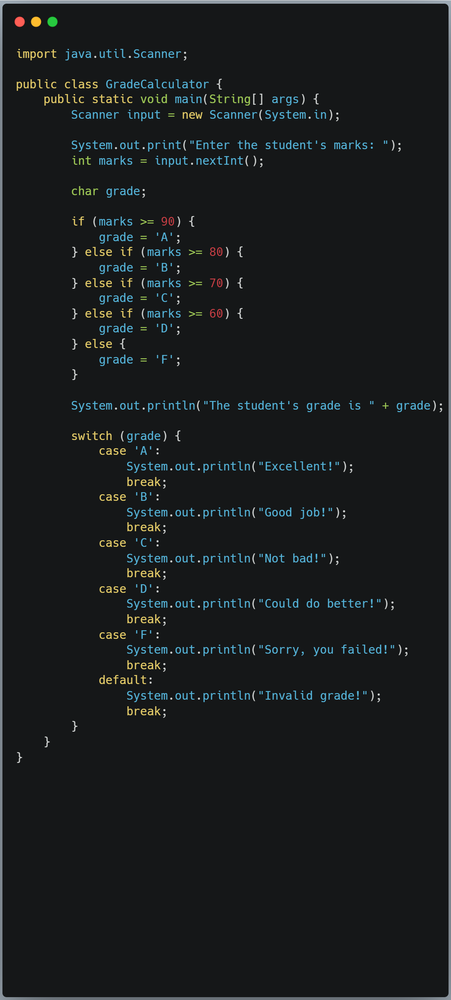 import java.util.Scanner;

public class GradeCalculator {
    public static void main(String[] args) {
        Scanner input = new Scanner(System.in);

        System.out.print("Enter the student's marks: ");
        int marks = input.nextInt();

        char grade;

        if (marks >= 90) {
            grade = 'A';
        } else if (marks >= 80) {
            grade = 'B';
        } else if (marks >= 70) {
            grade = 'C';
        } else if (marks >= 60) {
            grade = 'D';
        } else {
            grade = 'F';
        }

        System.out.println("The student's grade is " + grade);

        switch (grade) {
            case 'A':
                System.out.println("Excellent!");
                break;
            case 'B':
                System.out.println("Good job!");
                break;
            case 'C':
                System.out.println("Not bad!");
                break;
            case 'D':
                System.out.println("Could do better!");
                break;
            case 'F':
                System.out.println("Sorry, you failed!");
                break;
            default:
                System.out.println("Invalid grade!");
                break;
        }
    }
}